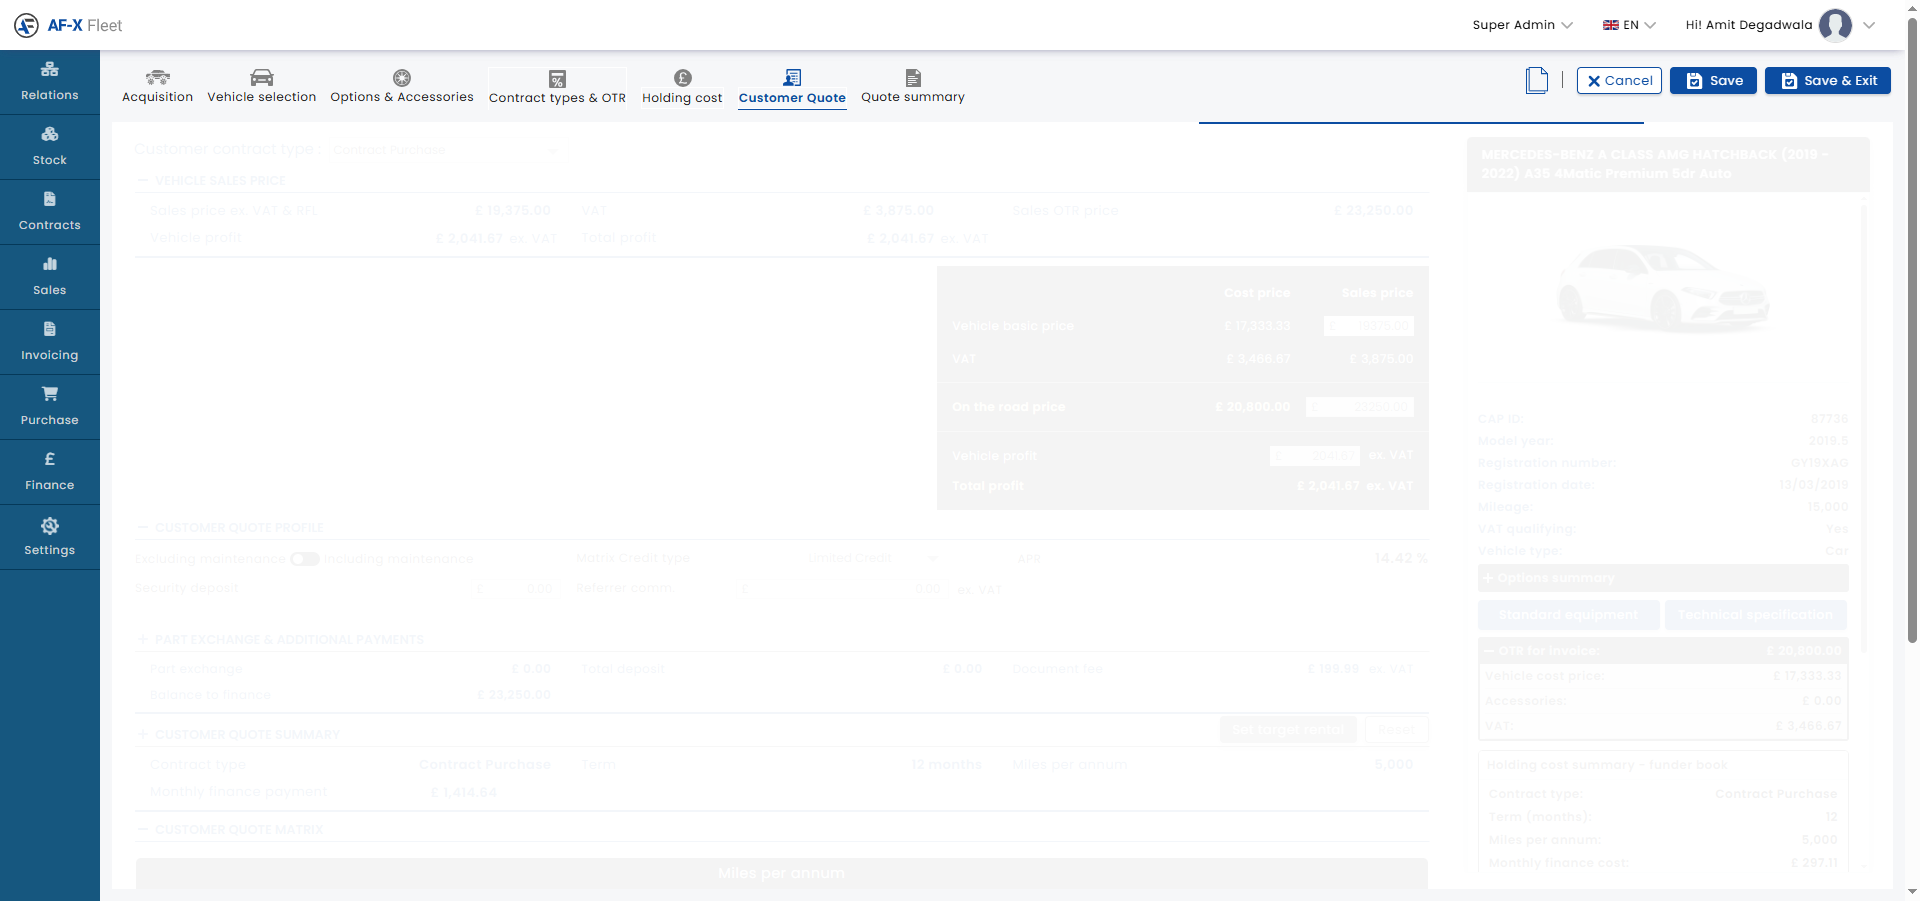 AF-X Fleet
Super Admin
EN
Hi! Amit Degadwala
Relations
Stock
Contracts
Sales
Invoicing
Purchase
Finance
Settings
Acquisition
Vehicle selection
Options & Accessories
Contract types & OTR
Holding cost
Customer Quote
Quote summary
Cancel
Save
Save & Exit
Customer contract type: Contract Purchase
VEHICLE SALES PRICE
Sales price ex. VAT & RFL £ 19,375.00 VAT £ 3,875.00 Sales OTR price £ 23,250.00
Vehicle profit £ 2,041.67 ex. VAT Total profit £ 2,041.67 ex. VAT
Cost price Sales price
Vehicle basic price £ 17,333.33 £ 19375.00
VAT £ 3,466.67 £ 3,875.00
On the road price £ 20,800.00 £ 23250.00
Vehicle profit £ 2041.67 ex. VAT
Total profit £ 2,041.67 ex. VAT
CUSTOMER QUOTE PROFILE
Excluding maintenance Including maintenance Matrix Credit type Limited Credit APR 14.42 %
Security deposit £ 0.00 Referrer comm. £ 0.00 ex. VAT
PART EXCHANGE & ADDITIONAL PAYMENTS
Part exchange £ 0.00 Total deposit £ 0.00 Document fee £ 199.99 ex. VAT
Balance to finance £ 23,250.00
CUSTOMER QUOTE SUMMARY
Set target rental
Reset
Contract type Contract Purchase Term 12 months Miles per annum 5,000
Monthly finance payment £ 1,414.64
CUSTOMER QUOTE MATRIX
Miles per annum
MERCEDES-BENZ A CLASS AMG HATCHBACK (2019 -
2022) A35 4Matic Premium 5dr Auto
CAP ID: 87736
Model year: 2019.5
Registration number: GY19XAG
Registration date: 13/03/2019
Mileage: 15,000
VAT qualifying: Yes
Vehicle type: Car
Options summary
Standard equipment
Technical specification
OTR for invoice: £ 20,800.00
Vehicle cost price: £ 17,333.33
Accessories: £ 0.00
VAT: £ 3,466.67
Holding cost summary - funder book
Contract type: Contract Purchase
Term (months): 12
Miles per annum: 5,000
Monthly finance cost: £ 297.11